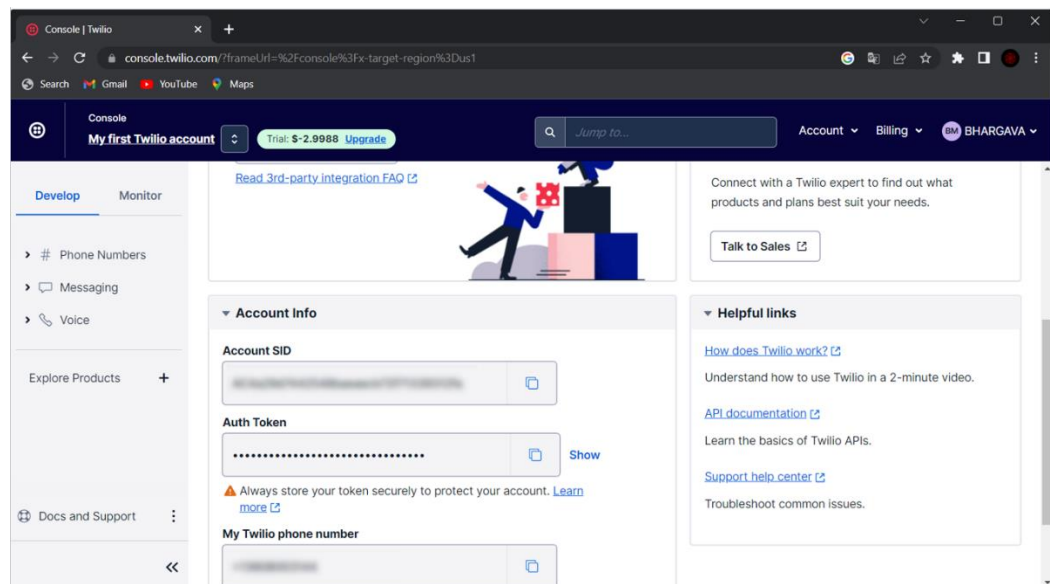 Console | Twilio
console.twilio.com/?frameUrl=%2Fconsole%3Fx-target-region%3Dus1
Search Gmail YouTube Maps
Console
My first Twilio account
Trial: $-2.9988 Upgrade
Jump to...
Account
Billing
BM BHARGAVA
Develop
Monitor
# Phone Numbers
Messaging
Voice
Explore Products +
Docs and Support
Read 3rd-party integration FAQ
Connect with a Twilio expert to find out what
products and plans best suit your needs.
Talk to Sales
Account Info
Account SID
Auth Token
••••••••••••••••••••••••••••••••
Show
Always store your token securely to protect your account. Learn
more
My Twilio phone number
Helpful links
How does Twilio work?
Understand how to use Twilio in a 2-minute video.
API documentation
Learn the basics of Twilio APIs.
Support help center
Troubleshoot common issues.